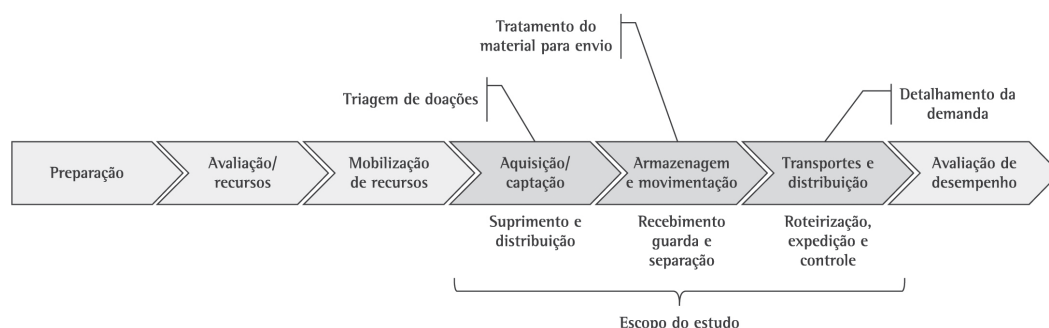 Tratamento do
material para envio
Triagem de doações
Detalhamento da
demanda
Preparação
Avaliação/
recursos
Mobilização
de recursos
Aquisição/
captação
Armazenagem
e movimentação
Transportes e
distribuição
Avaliação de
desempenho
Suprimento e
distribuição
Recebimento
guarda e
separação
Roteirização,
expedição e
controle
Escopo do estudo